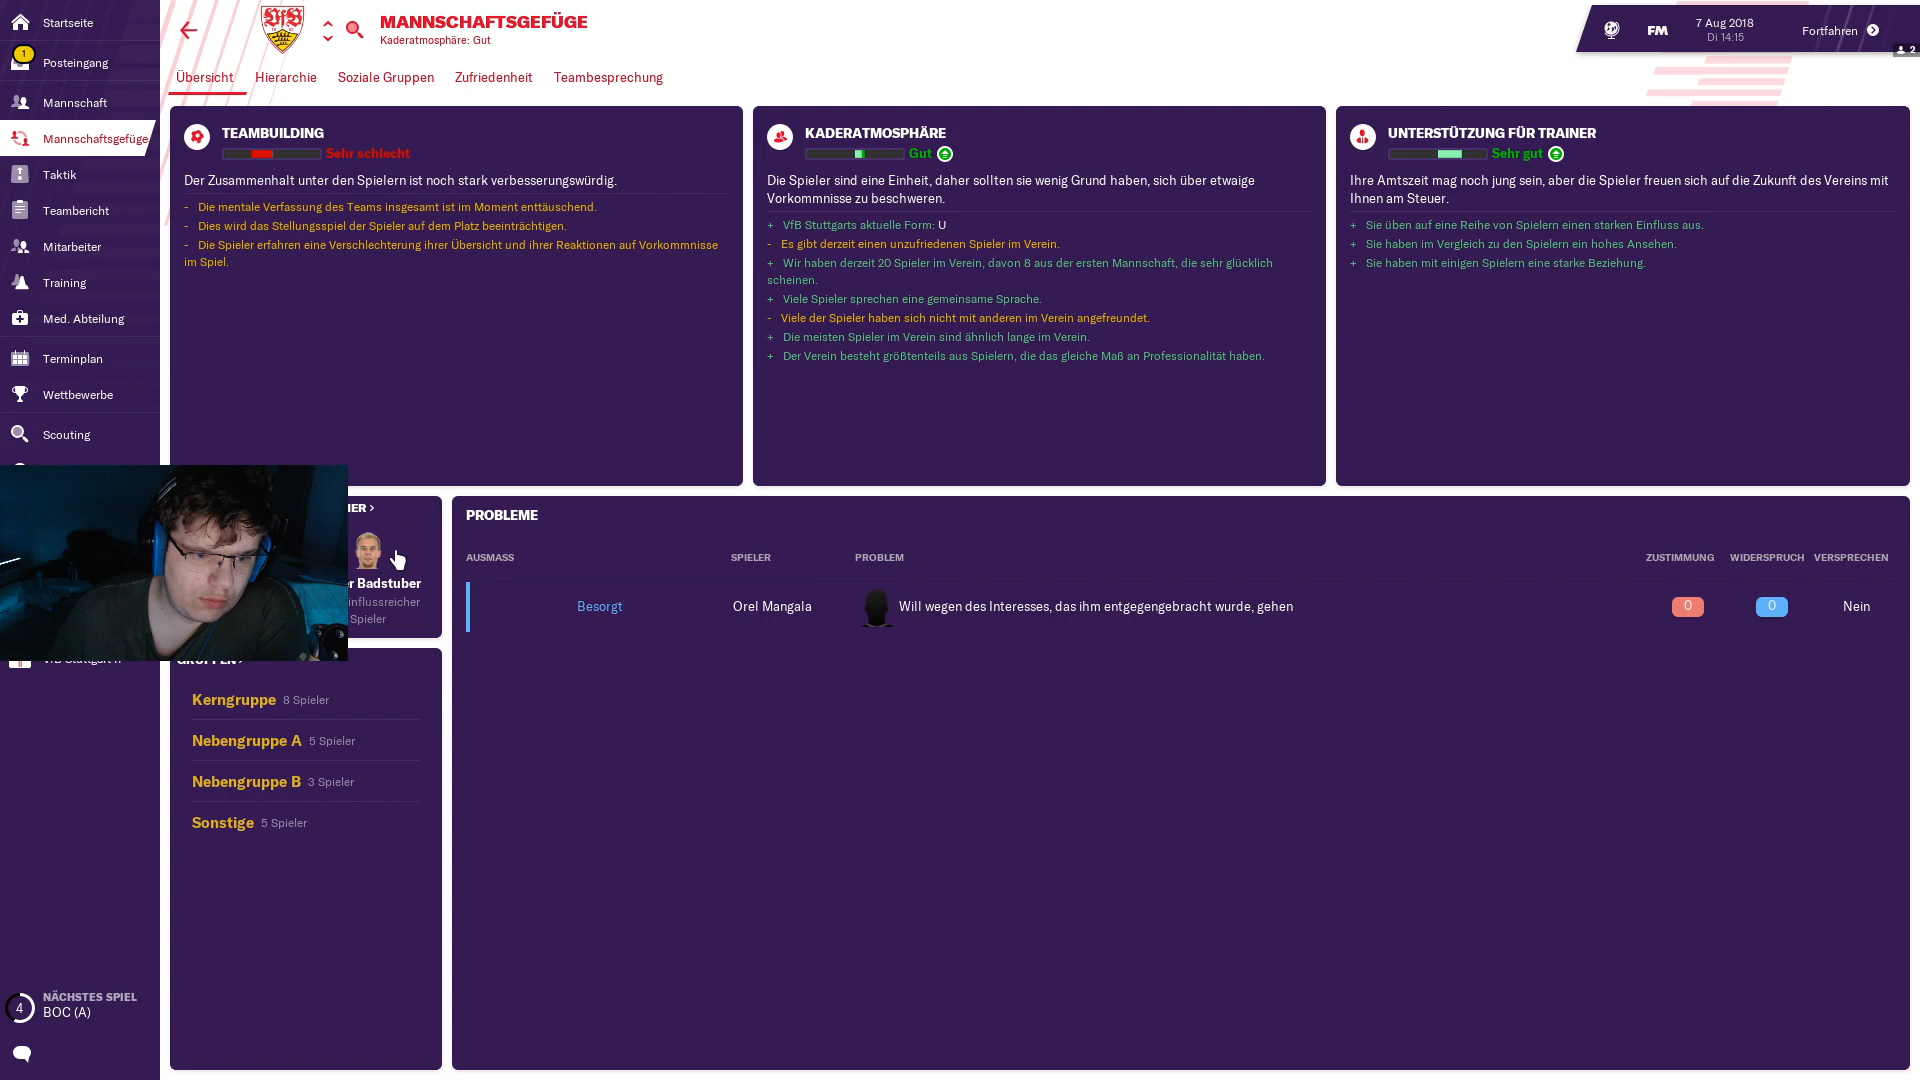 Startseite
1
Posteingang
Mannschaft
Mannschaftsgefüge
Taktik
Teambericht
Mitarbeiter
Training
Med. Abteilung
Terminplan
Wettbewerbe
Scouting
NÄCHSTES SPIEL
4
BOC (A)
MANNSCHAFTSGEFÜGE
Kaderatmosphäre: Gut
FM
7 Aug 2018
Di 14:15
Fortfahren
2
Übersicht
Hierarchie
Soziale Gruppen
Zufriedenheit
Teambesprechung
TEAMBUILDING
Sehr schlecht
Der Zusammenhalt unter den Spielern ist noch stark verbesserungswürdig.
- Die mentale Verfassung des Teams insgesamt ist im Moment enttäuschend.
- Dies wird das Stellungsspiel der Spieler auf dem Platz beeinträchtigen.
- Die Spieler erfahren eine Verschlechterung ihrer Übersicht und ihrer Reaktionen auf Vorkommnisse
im Spiel.
KADERATMOSPHÄRE
Gut
Die Spieler sind eine Einheit, daher sollten sie wenig Grund haben, sich über etwaige
Vorkommnisse zu beschweren.
+ VfB Stuttgarts aktuelle Form: U
- Es gibt derzeit einen unzufriedenen Spieler im Verein.
+ Wir haben derzeit 20 Spieler im Verein, davon 8 aus der ersten Mannschaft, die sehr glücklich
scheinen.
+ Viele Spieler sprechen eine gemeinsame Sprache.
- Viele der Spieler haben sich nicht mit anderen im Verein angefreundet.
+ Die meisten Spieler im Verein sind ähnlich lange im Verein.
+ Der Verein besteht größtenteils aus Spielern, die das gleiche Maß an Professionalität haben.
UNTERSTÜTZUNG FÜR TRAINER
Sehr gut
Ihre Amtszeit mag noch jung sein, aber die Spieler freuen sich auf die Zukunft des Vereins mit
Ihnen am Steuer.
+ Sie üben auf eine Reihe von Spielern einen starken Einfluss aus.
+ Sie haben im Vergleich zu den Spielern ein hohes Ansehen.
+ Sie haben mit einigen Spielern eine starke Beziehung.
er Badstuber
influssreicher
Spieler
Kerngruppe 8 Spieler
Nebengruppe A 5 Spieler
Nebengruppe B 3 Spieler
Sonstige 5 Spieler
PROBLEME
AUSMASS
SPIELER
PROBLEM
ZUSTIMMUNG
WIDERSPRUCH
VERSPRECHEN
Besorgt
Orel Mangala
Will wegen des Interesses, das ihm entgegengebracht wurde, gehen
0
0
Nein